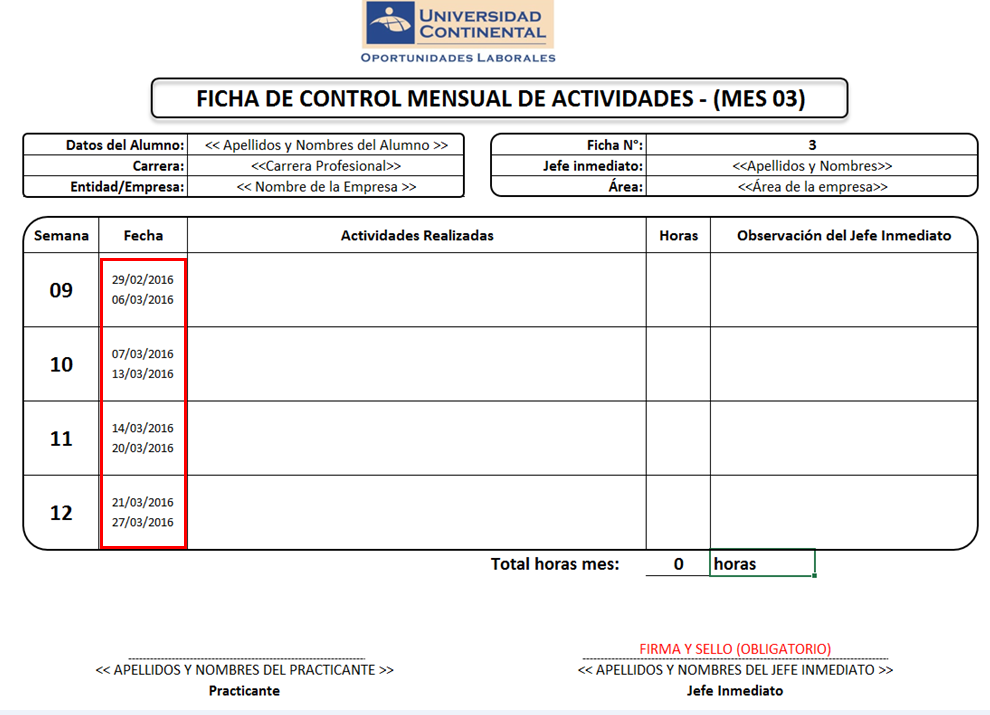 UNIVERSIDAD
CONTINENTAL
OPORTUNIDADES LABORALES
FICHA DE CONTROL MENSUAL DE ACTIVIDADES - (MES 03)
Datos del Alumno: << Apellidos y Nombres del Alumno >>
Carrera: <<Carrera Profesional>>
Entidad/Empresa: << Nombre de la Empresa >>
Ficha N°: 3
Jefe inmediato: <<Apellidos y Nombres>>
Área: <<Área de la empresa>>
Semana Fecha Actividades Realizadas Horas Observación del Jefe Inmediato
09 29/02/2016
06/03/2016
10 07/03/2016
13/03/2016
11 14/03/2016
20/03/2016
12 21/03/2016
27/03/2016
Total horas mes: 0 horas
FIRMA Y SELLO (OBLIGATORIO)
<< APELLIDOS Y NOMBRES DEL PRACTICANTE >> << APELLIDOS Y NOMBRES DEL JEFE INMEDIATO >>
Practicante Jefe Inmediato